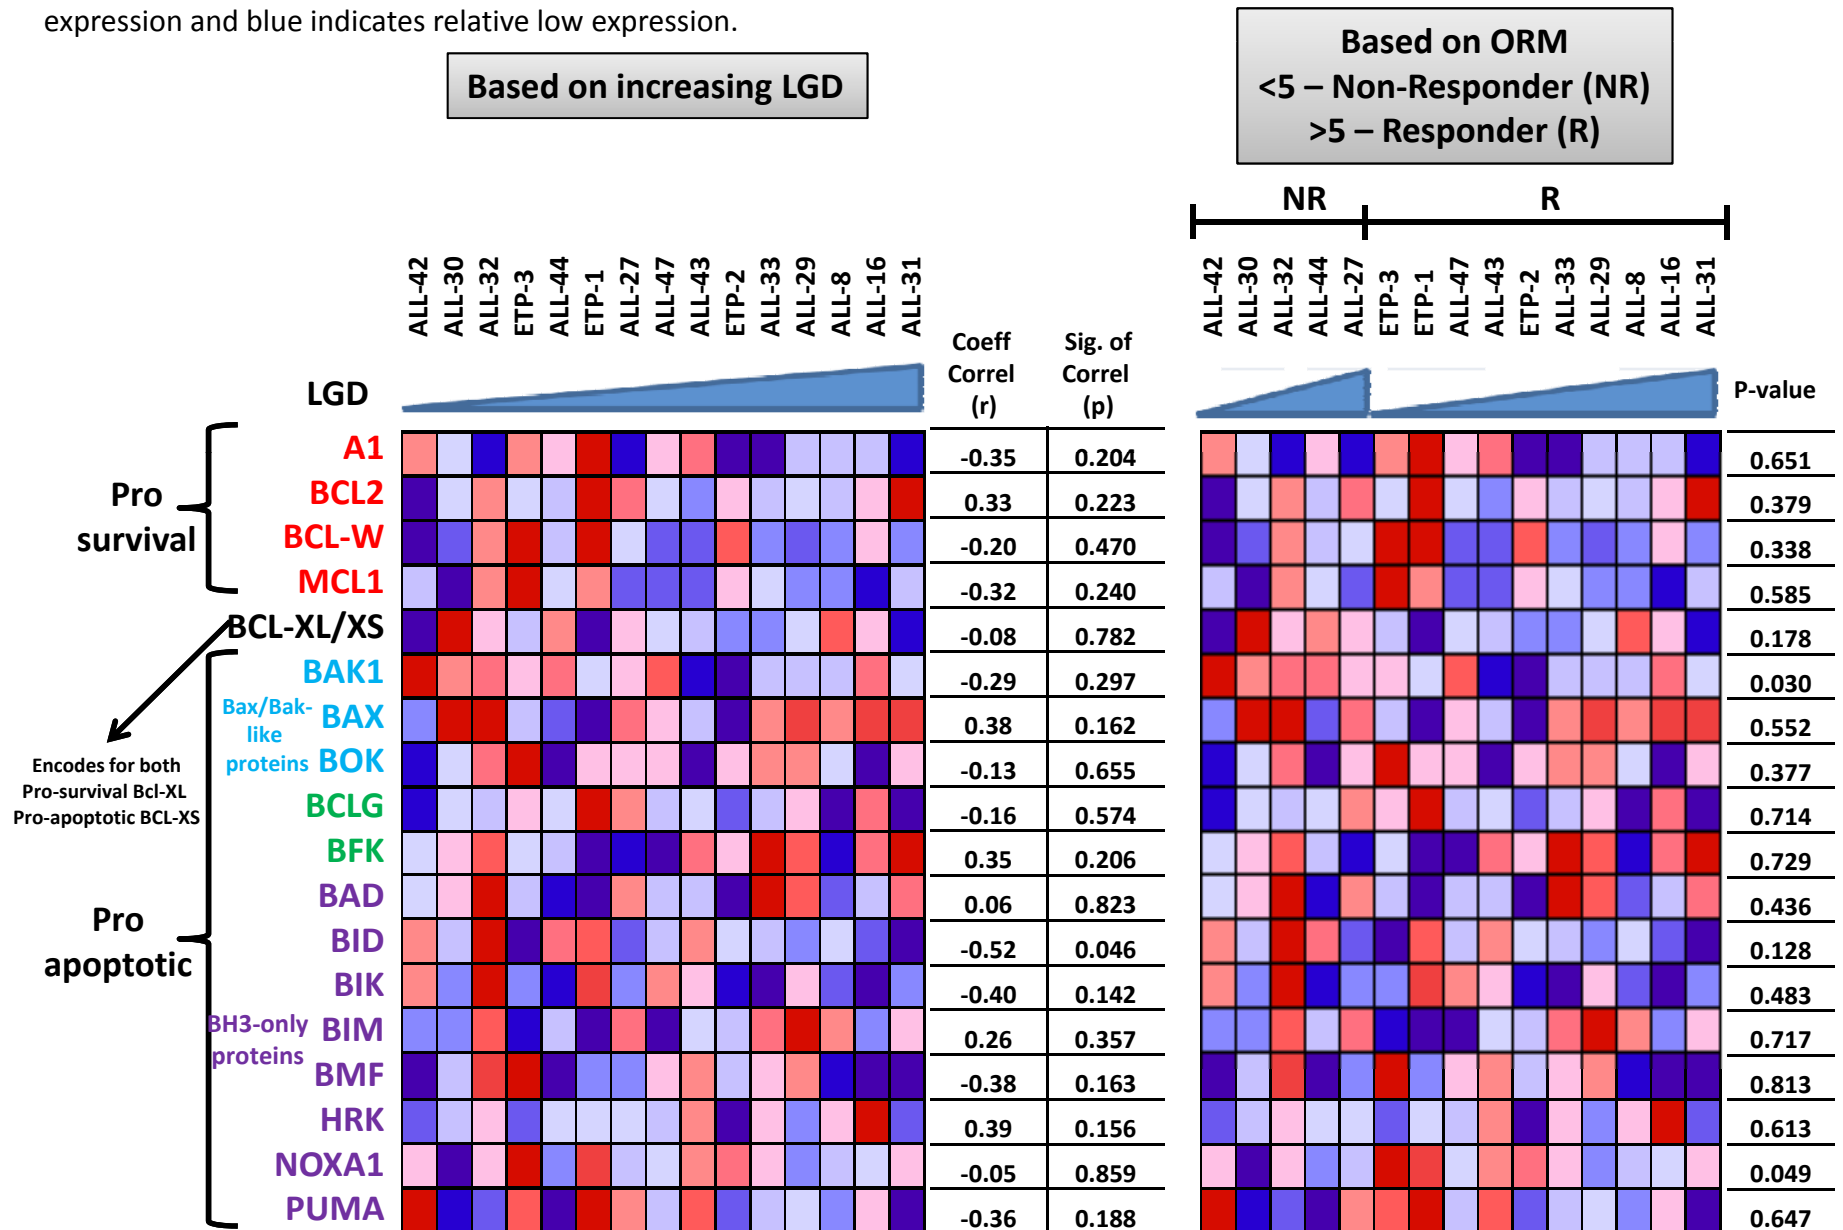 expression and blue indicates relative low expression.
Based on increasing LGD
Based on ORM
<5 – Non-Responder (NR)
>5 – Responder (R)
NR R
ALL-42 ALL-30 ALL-32 ETP-3 ALL-44 ETP-1 ALL-27 ALL-47 ALL-43 ETP-2 ALL-33 ALL-29 ALL-8 ALL-16 ALL-31
ALL-42 ALL-30 ALL-32 ALL-44 ALL-27 ETP-3 ETP-1 ALL-47 ALL-43 ETP-2 ALL-33 ALL-29 ALL-8 ALL-16 ALL-31
Coeff
Correl
(r)
Sig. of
Correl
(p)
LGD
P-value
Pro
survival
A1 -0.35 0.204 0.651
BCL2 0.33 0.223 0.379
BCL-W -0.20 0.470 0.338
MCL1 -0.32 0.240 0.585
BCL-XL/XS -0.08 0.782 0.178
Encodes for both
Pro-survival Bcl-XL
Pro-apoptotic BCL-XS
Pro
apoptotic
Bax/Bak-
like
proteins
BAK1 -0.29 0.297 0.030
BAX 0.38 0.162 0.552
BOK -0.13 0.655 0.377
BCLG -0.16 0.574 0.714
BFK 0.35 0.206 0.729
BAD 0.06 0.823 0.436
BID -0.52 0.046 0.128
BIK -0.40 0.142 0.483
BH3-only
proteins
BIM 0.26 0.357 0.717
BMF -0.38 0.163 0.813
HRK 0.39 0.156 0.613
NOXA1 -0.05 0.859 0.049
PUMA -0.36 0.188 0.647